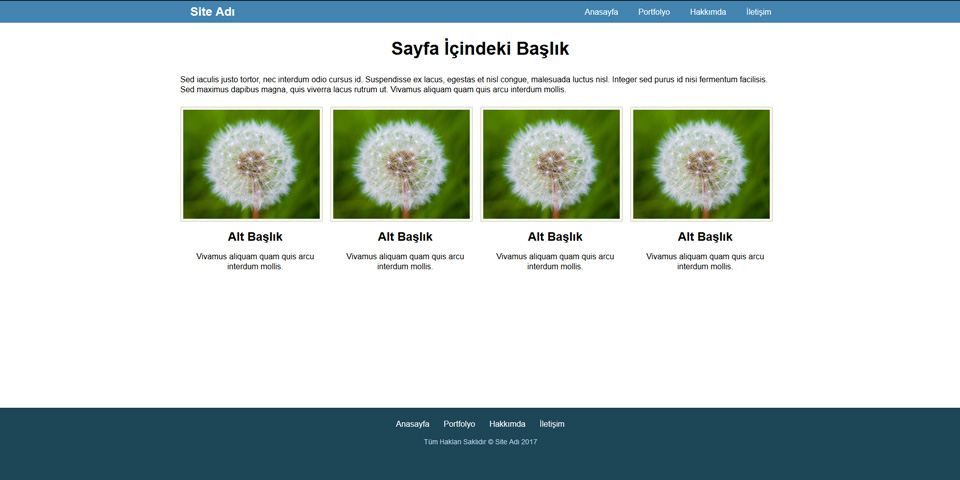 Site Adı
Anasayfa Portfolyo Hakkımda İletişim
Sayfa İçindeki Başlık
Sed iaculis justo tortor, nec interdum odio cursus id. Suspendisse ex lacus, egestas et nisl congue, malesuada luctus nisl. Integer sed purus id nisi fermentum facilisis.
Sed maximus dapibus magna, quis viverra lacus rutrum ut. Vivamus aliquam quam quis arcu interdum mollis.
Alt Başlık
Vivamus aliquam quam quis arcu
interdum mollis.
Alt Başlık
Vivamus aliquam quam quis arcu
interdum mollis.
Alt Başlık
Vivamus aliquam quam quis arcu
interdum mollis.
Alt Başlık
Vivamus aliquam quam quis arcu
interdum mollis.
Anasayfa Portfolyo Hakkımda İletişim
Tüm Hakları Saklıdır © Site Adı 2017